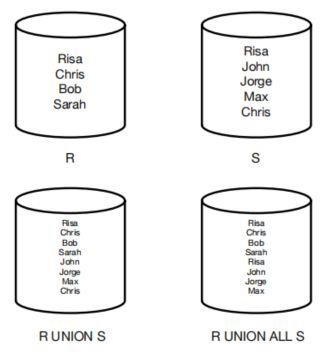 Risa
Chris
Bob
Sarah
R
Risa
John
Jorge
Max
Chris
S
Risa
Chris
Bob
Sarah
John
Jorge
Max
Chris
R UNION S
Risa
Chris
Bob
Sarah
Risa
John
Jorge
Max
R UNION ALL S